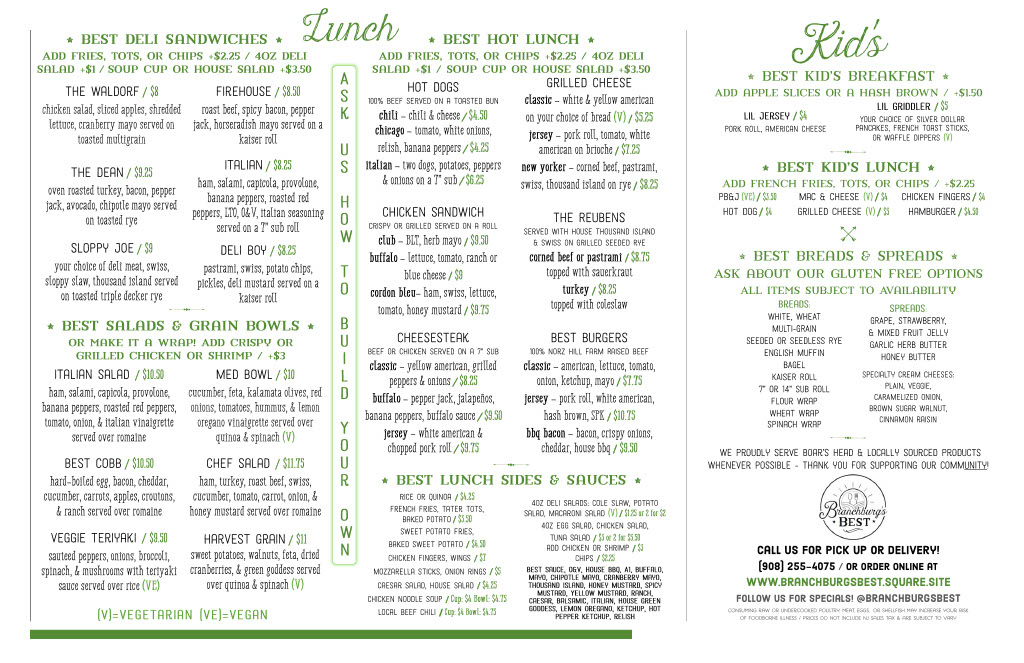 Lunch
★ BEST DELI SANDWICHES ★
ADD FRIES, TOTS, OR CHIPS +$2.25 / 4OZ DELI
SALAD +$1 / SOUP CUP OR HOUSE SALAD +$3.50
THE WALDORF / $8
chicken salad, sliced apples, shredded
lettuce, cranberry mayo served on
toasted multigrain
FIREHOUSE / $8.50
roast beef, spicy bacon, pepper
jack, horseradish mayo served on a
kaiser roll
THE DEAN / $9.25
oven roasted turkey, bacon, pepper
jack, avocado, chipotle mayo served
on toasted rye
ITALIAN / $8.25
ham, salami, capicola, provolone,
banana peppers, roasted red
peppers, LTO, O&V, italian seasoning
served on a 7" sub roll
SLOPPY JOE / $9
your choice of deli meat, swiss,
sloppy slaw, thousand island served
on toasted triple decker rye
DELI BOY / $8.25
pastrami, swiss, potato chips,
pickles, deli mustard served on a
kaiser roll
★ BEST SALADS & GRAIN BOWLS ★
OR MAKE IT A WRAP! ADD CRISPY OR
GRILLED CHICKEN OR SHRIMP / +$3
ITALIAN SALAD / $10.50
ham, salami, capicola, provolone,
banana peppers, roasted red peppers,
tomato, onion, & italian vinaigrette
served over romaine
MED BOWL / $10
cucumber, feta, kalamata olives, red
onions, tomatoes, hummus, & lemon
oregano vinaigrette served over
quinoa & spinach (V)
BEST COBB / $10.50
hard-boiled egg, bacon, cheddar,
cucumber, carrots, apples, croutons,
& ranch served over romaine
CHEF SALAD / $11.75
ham, turkey, roast beef, swiss,
cucumber, tomato, carrot, onion, &
honey mustard served over romaine
VEGGIE TERIYAKI / $9.50
sauteed peppers, onions, broccoli,
spinach, & mushrooms with teriyaki
sauce served over rice (VE)
HARVEST GRAIN / $11
sweet potatoes, walnuts, feta, dried
cranberries, & green goddess served
over quinoa & spinach (V)
(V)=VEGETARIAN (VE)=VEGAN
ASK US HOW TO BUILD YOUR OWN
★ BEST HOT LUNCH ★
ADD FRIES, TOTS, OR CHIPS +$2.25 / 4OZ DELI
SALAD +$1 / SOUP CUP OR HOUSE SALAD +$3.50
HOT DOGS
100% BEEF SERVED ON A TOASTED BUN
chili – chili & cheese / $4.50
chicago – tomato, white onions,
relish, banana peppers / $4.25
italian – two dogs, potatoes, peppers
& onions on a 7" sub / $6.25
GRILLED CHEESE
classic – white & yellow american
on your choice of bread (V) / $5.25
jersey – pork roll, tomato, white
american on brioche / $7.25
new yorker – corned beef, pastrami,
swiss, thousand island on rye / $8.25
CHICKEN SANDWICH
CRISPY OR GRILLED SERVED ON A ROLL
club – BLT, herb mayo / $9.50
buffalo – lettuce, tomato, ranch or
blue cheese / $9
cordon bleu– ham, swiss, lettuce,
tomato, honey mustard / $9.75
THE REUBENS
SERVED WITH HOUSE THOUSAND ISLAND
& SWISS ON GRILLED SEEDED RYE
corned beef or pastrami / $8.75
topped with sauerkraut
turkey / $8.25
topped with coleslaw
CHEESESTEAK
BEEF OR CHICKEN SERVED ON A 7" SUB
classic – yellow american, grilled
peppers & onions / $8.25
buffalo – pepper jack, jalapeños,
banana peppers, buffalo sauce / $9.50
jersey – white american &
chopped pork roll / $9.75
BEST BURGERS
100% NORZ HILL FARM RAISED BEEF
classic – american, lettuce, tomato,
onion, ketchup, mayo / $7.75
jersey – pork roll, white american,
hash brown, SPK / $10.75
bbq bacon – bacon, crispy onions,
cheddar, house bbq / $9.50
★ BEST LUNCH SIDES & SAUCES ★
RICE OR QUINOA / $4.25
FRENCH FRIES, TATER TOTS,
BAKED POTATO / $3.50
SWEET POTATO FRIES,
BAKED SWEET POTATO / $4.50
CHICKEN FINGERS, WINGS / $7
MOZZARELLA STICKS, ONION RINGS / $5
CAESAR SALAD, HOUSE SALAD / $4.25
CHICKEN NOODLE SOUP / Cup: $4 Bowl: $4.75
LOCAL BEEF CHILI / Cup: $4 Bowl: $4.75
4OZ DELI SALADS: COLE SLAW, POTATO
SALAD, MACARONI SALAD (V) / $1.25 or 2 for $2
4OZ EGG SALAD, CHICKEN SALAD,
TUNA SALAD / $3 or 2 for $5.50
ADD CHICKEN OR SHRIMP / $3
CHIPS / $2.25
BEST SAUCE, O&V, HOUSE BBQ, A1, BUFFALO,
MAYO, CHIPOTLE MAYO, CRANBERRY MAYO,
THOUSAND ISLAND, HONEY MUSTARD, SPICY
MUSTARD, YELLOW MUSTARD, RANCH,
CAESAR, BALSAMIC, ITALIAN, HOUSE GREEN
GODDESS, LEMON OREGANO, KETCHUP, HOT
PEPPER KETCHUP, RELISH
Kid's
★ BEST KID'S BREAKFAST ★
ADD APPLE SLICES OR A HASH BROWN / +$1.50
LIL JERSEY / $4
PORK ROLL, AMERICAN CHEESE
LIL GRIDDLER / $5
YOUR CHOICE OF SILVER DOLLAR
PANCAKES, FRENCH TOAST STICKS,
OR WAFFLE DIPPERS (V)
★ BEST KID'S LUNCH ★
ADD FRENCH FRIES, TOTS, OR CHIPS / +$2.25
PB&J (VE) / $3.50 MAC & CHEESE (V) / $4 CHICKEN FINGERS / $4
HOT DOG / $4 GRILLED CHEESE (V) / $3 HAMBURGER / $4.50
★ BEST BREADS & SPREADS ★
ASK ABOUT OUR GLUTEN FREE OPTIONS
ALL ITEMS SUBJECT TO AVAILABILITY
BREADS:
WHITE, WHEAT
MULTI-GRAIN
SEEDED OR SEEDLESS RYE
ENGLISH MUFFIN
BAGEL
KAISER ROLL
7" OR 14" SUB ROLL
FLOUR WRAP
WHEAT WRAP
SPINACH WRAP
SPREADS:
GRAPE, STRAWBERRY,
& MIXED FRUIT JELLY
GARLIC HERB BUTTER
HONEY BUTTER
SPECIALTY CREAM CHEESES:
PLAIN, VEGGIE,
CARAMELIZED ONION,
BROWN SUGAR WALNUT,
CINNAMON RAISIN
WE PROUDLY SERVE BOAR'S HEAD & LOCALLY SOURCED PRODUCTS
WHENEVER POSSIBLE - THANK YOU FOR SUPPORTING OUR COMMUNITY!
Branchburg's
BEST
CALL US FOR PICK UP OR DELIVERY!
(908) 255-4075 / OR ORDER ONLINE AT
WWW.BRANCHBURGSBEST.SQUARE.SITE
FOLLOW US FOR SPECIALS! @BRANCHBURGSBEST
CONSUMING RAW OR UNDERCOOKED POULTRY, MEAT, EGGS, OR SHELLFISH MAY INCREASE YOUR RISK
OF FOODBORNE ILLNESS / PRICES DO NOT INCLUDE NJ SALES TAX & ARE SUBJECT TO VARY